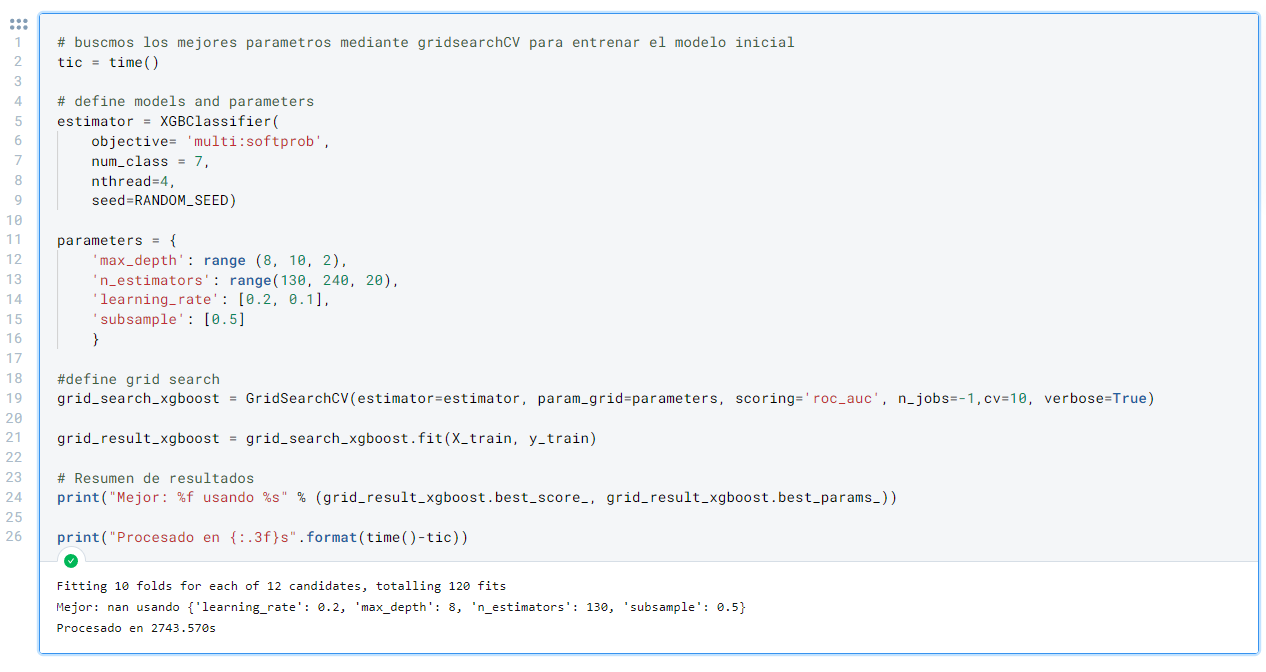 1 # buscmos los mejores parametros mediante gridsearchCV para entrenar el modelo inicial
2 tic = time()
3
4 # define models and parameters
5 estimator = XGBClassifier(
6     objective= 'multi:softprob',
7     num_class = 7,
8     nthread=4,
9     seed=RANDOM_SEED)
10
11 parameters = {
12     'max_depth': range (8, 10, 2),
13     'n_estimators': range(130, 240, 20),
14     'learning_rate': [0.2, 0.1],
15     'subsample': [0.5]
16     }
17
18 #define grid search
19 grid_search_xgboost = GridSearchCV(estimator=estimator, param_grid=parameters, scoring='roc_auc', n_jobs=-1,cv=10, verbose=True)
20
21 grid_result_xgboost = grid_search_xgboost.fit(X_train, y_train)
22
23 # Resumen de resultados
24 print("Mejor: %f usando %s" % (grid_result_xgboost.best_score_, grid_result_xgboost.best_params_))
25
26 print("Procesado en {:.3f}s".format(time()-tic))
Fitting 10 folds for each of 12 candidates, totalling 120 fits
Mejor: nan usando {'learning_rate': 0.2, 'max_depth': 8, 'n_estimators': 130, 'subsample': 0.5}
Procesado en 2743.570s